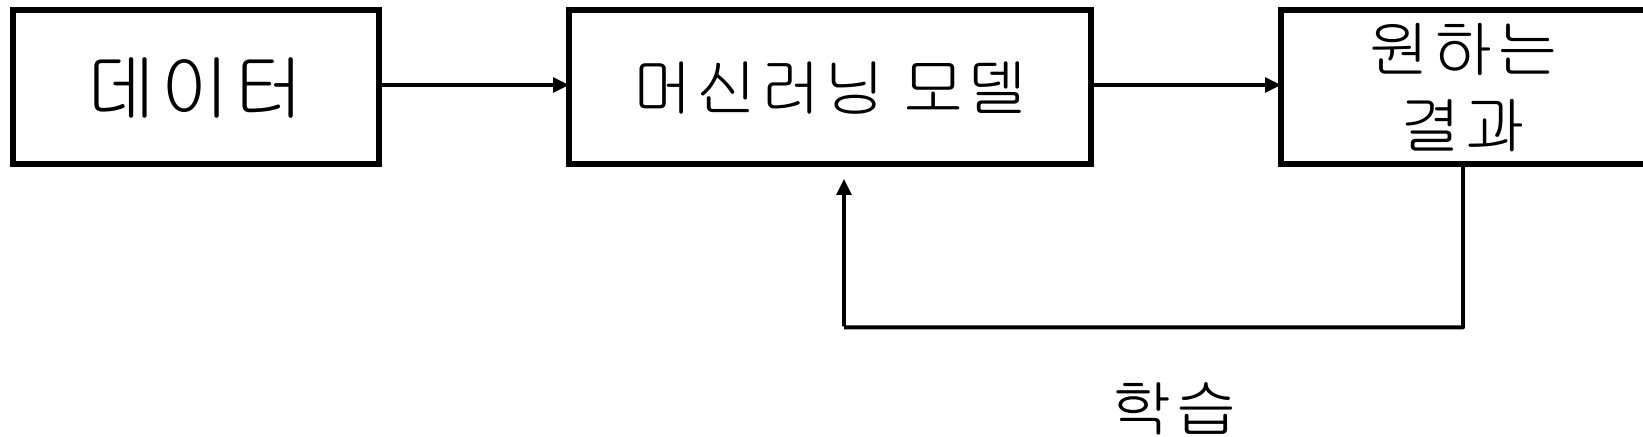 데이터
머신러닝 모델
원하는
결과
학습